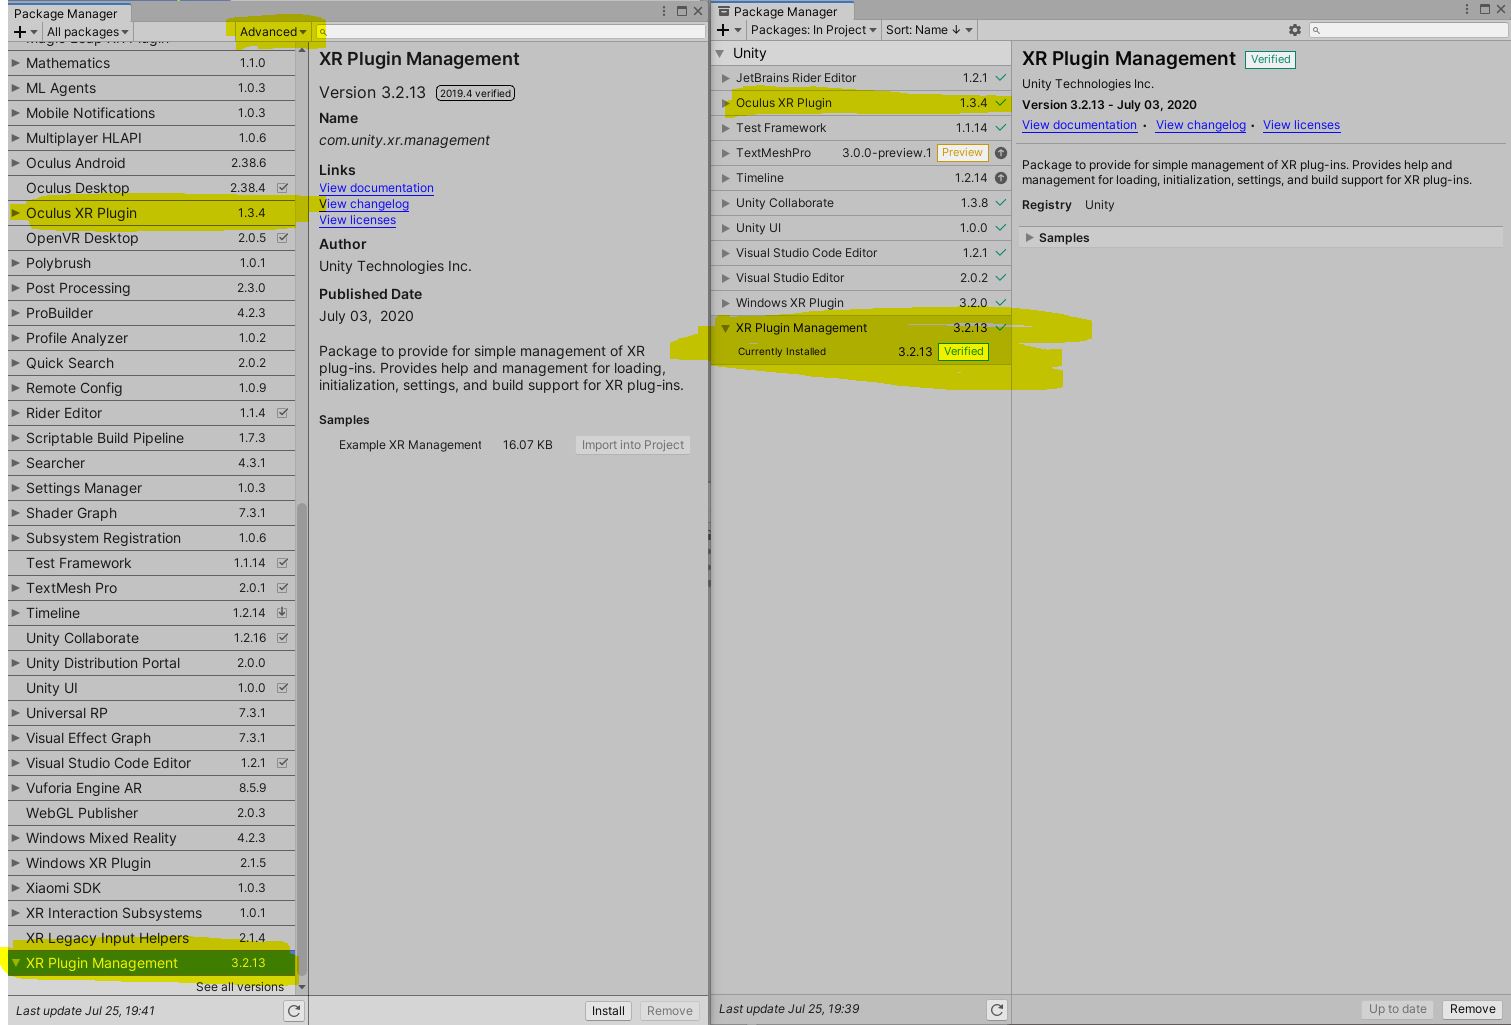 Package Manager
All packages
Advanced
Magic Leap XR Plugin
Mathematics 1.1.0
ML Agents 1.0.3
Mobile Notifications 1.0.3
Multiplayer HLAPI 1.0.6
Oculus Android 2.38.6
Oculus Desktop 2.38.4
Oculus XR Plugin 1.3.4
OpenVR Desktop 2.0.5
Polybrush 1.0.1
Post Processing 2.3.0
ProBuilder 4.2.3
Profile Analyzer 1.0.2
Quick Search 2.0.2
Remote Config 1.0.9
Rider Editor 1.1.4
Scriptable Build Pipeline 1.7.3
Searcher 4.3.1
Settings Manager 1.0.3
Shader Graph 7.3.1
Subsystem Registration 1.0.6
Test Framework 1.1.14
TextMesh Pro 2.0.1
Timeline 1.2.14
Unity Collaborate 1.2.16
Unity Distribution Portal 2.0.0
Unity UI 1.0.0
Universal RP 7.3.1
Visual Effect Graph 7.3.1
Visual Studio Code Editor 1.2.1
Vuforia Engine AR 8.5.9
WebGL Publisher 2.0.3
Windows Mixed Reality 4.2.3
Windows XR Plugin 2.1.5
Xiaomi SDK 1.0.3
XR Interaction Subsystems 1.0.1
XR Legacy Input Helpers 2.1.4
XR Plugin Management 3.2.13
See all versions
Last update Jul 25, 19:41
XR Plugin Management
Version 3.2.13 2019.4 verified
Name
com.unity.xr.management
Links
View documentation
View changelog
View licenses
Author
Unity Technologies Inc.
Published Date
July 03, 2020
Package to provide for simple management of XR
plug-ins. Provides help and management for loading,
initialization, settings, and build support for XR plug-ins.
Samples
Example XR Management 16.07 KB Import into Project
Install Remove
Package Manager
Packages: In Project Sort: Name ↓
Unity
JetBrains Rider Editor 1.2.1
Oculus XR Plugin 1.3.4
Test Framework 1.1.14
TextMeshPro 3.0.0-preview.1 Preview
Timeline 1.2.14
Unity Collaborate 1.3.8
Unity UI 1.0.0
Visual Studio Code Editor 1.2.1
Visual Studio Editor 2.0.2
Windows XR Plugin 3.2.0
XR Plugin Management 3.2.13
Currently Installed 3.2.13 Verified
Last update Jul 25, 19:39
XR Plugin Management Verified
Unity Technologies Inc.
Version 3.2.13 - July 03, 2020
View documentation • View changelog • View licenses
Package to provide for simple management of XR plug-ins. Provides help and
management for loading, initialization, settings, and build support for XR plug-ins.
Registry Unity
Samples
Up to date Remove